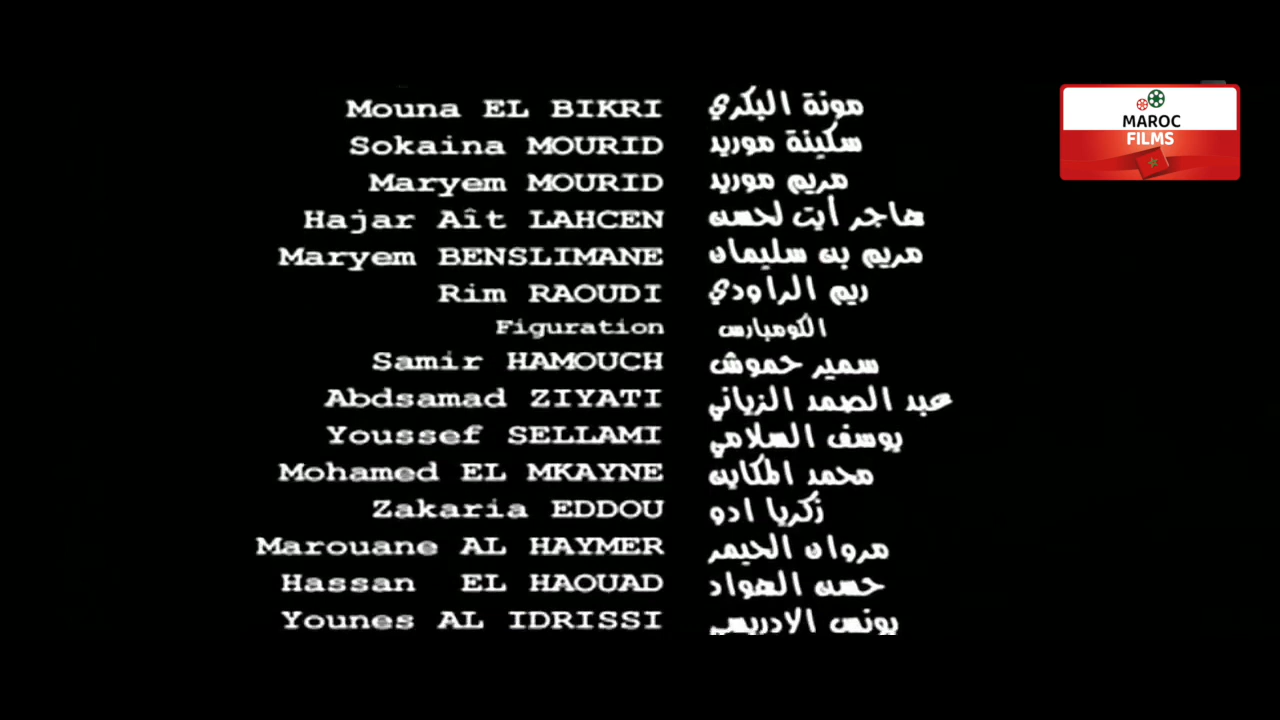 Mouna EL BIKRI مونة البكري
Sokaina MOURID سكينة موريد
Maryem MOURID مريم موريد
Hajar Aît LAHCEN هاجر أيت لحسن
Maryem BENSLIMANE مريم بن سليمان
Rim RAOUDI ريم الراودي
Figuration الكومبارس
Samir HAMOUCH سمير حموش
Abdsamad ZIYATI عبد الصمد الزياني
Youssef SELLAMI يوسف السلامي
Mohamed EL MKAYNE محمد المكاين
Zakaria EDDOU زكريا ادو
Marouane AL HAYMER مروان الحيمر
Hassan EL HAOUAD حسن الهواد
Younes AL IDRISSI يونس الادريسي
MAROC
FILMS